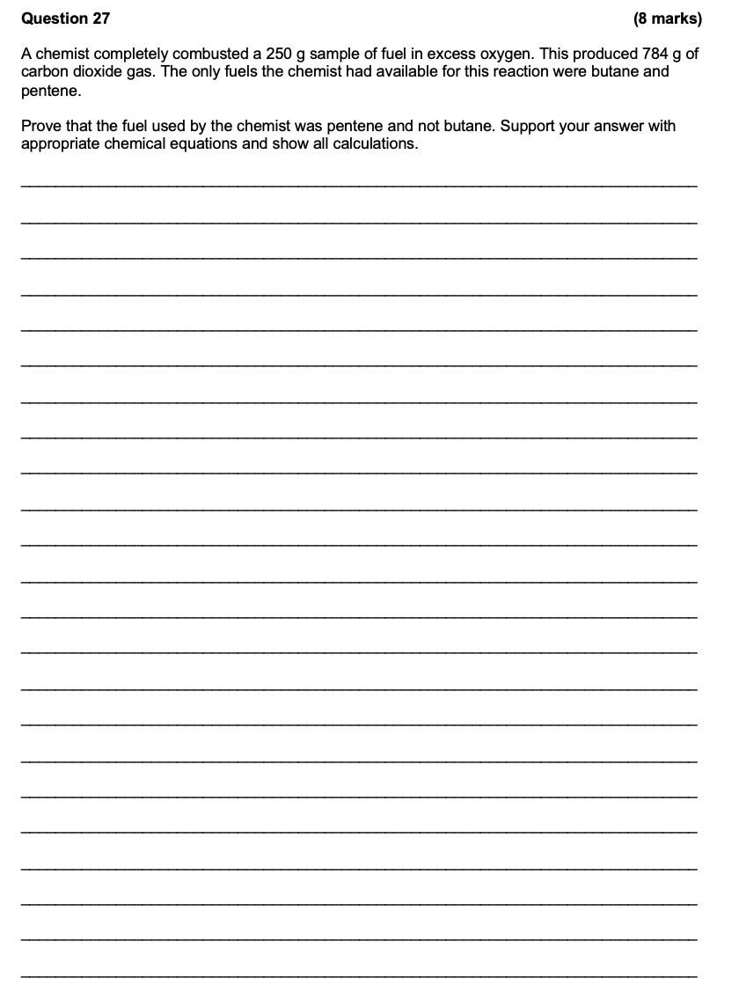 Question 27 (8 marks)
A chemist completely combusted a 250 g sample of fuel in excess oxygen. This produced 784 g of
carbon dioxide gas. The only fuels the chemist had available for this reaction were butane and
pentene.
Prove that the fuel used by the chemist was pentene and not butane. Support your answer with
appropriate chemical equations and show all calculations.